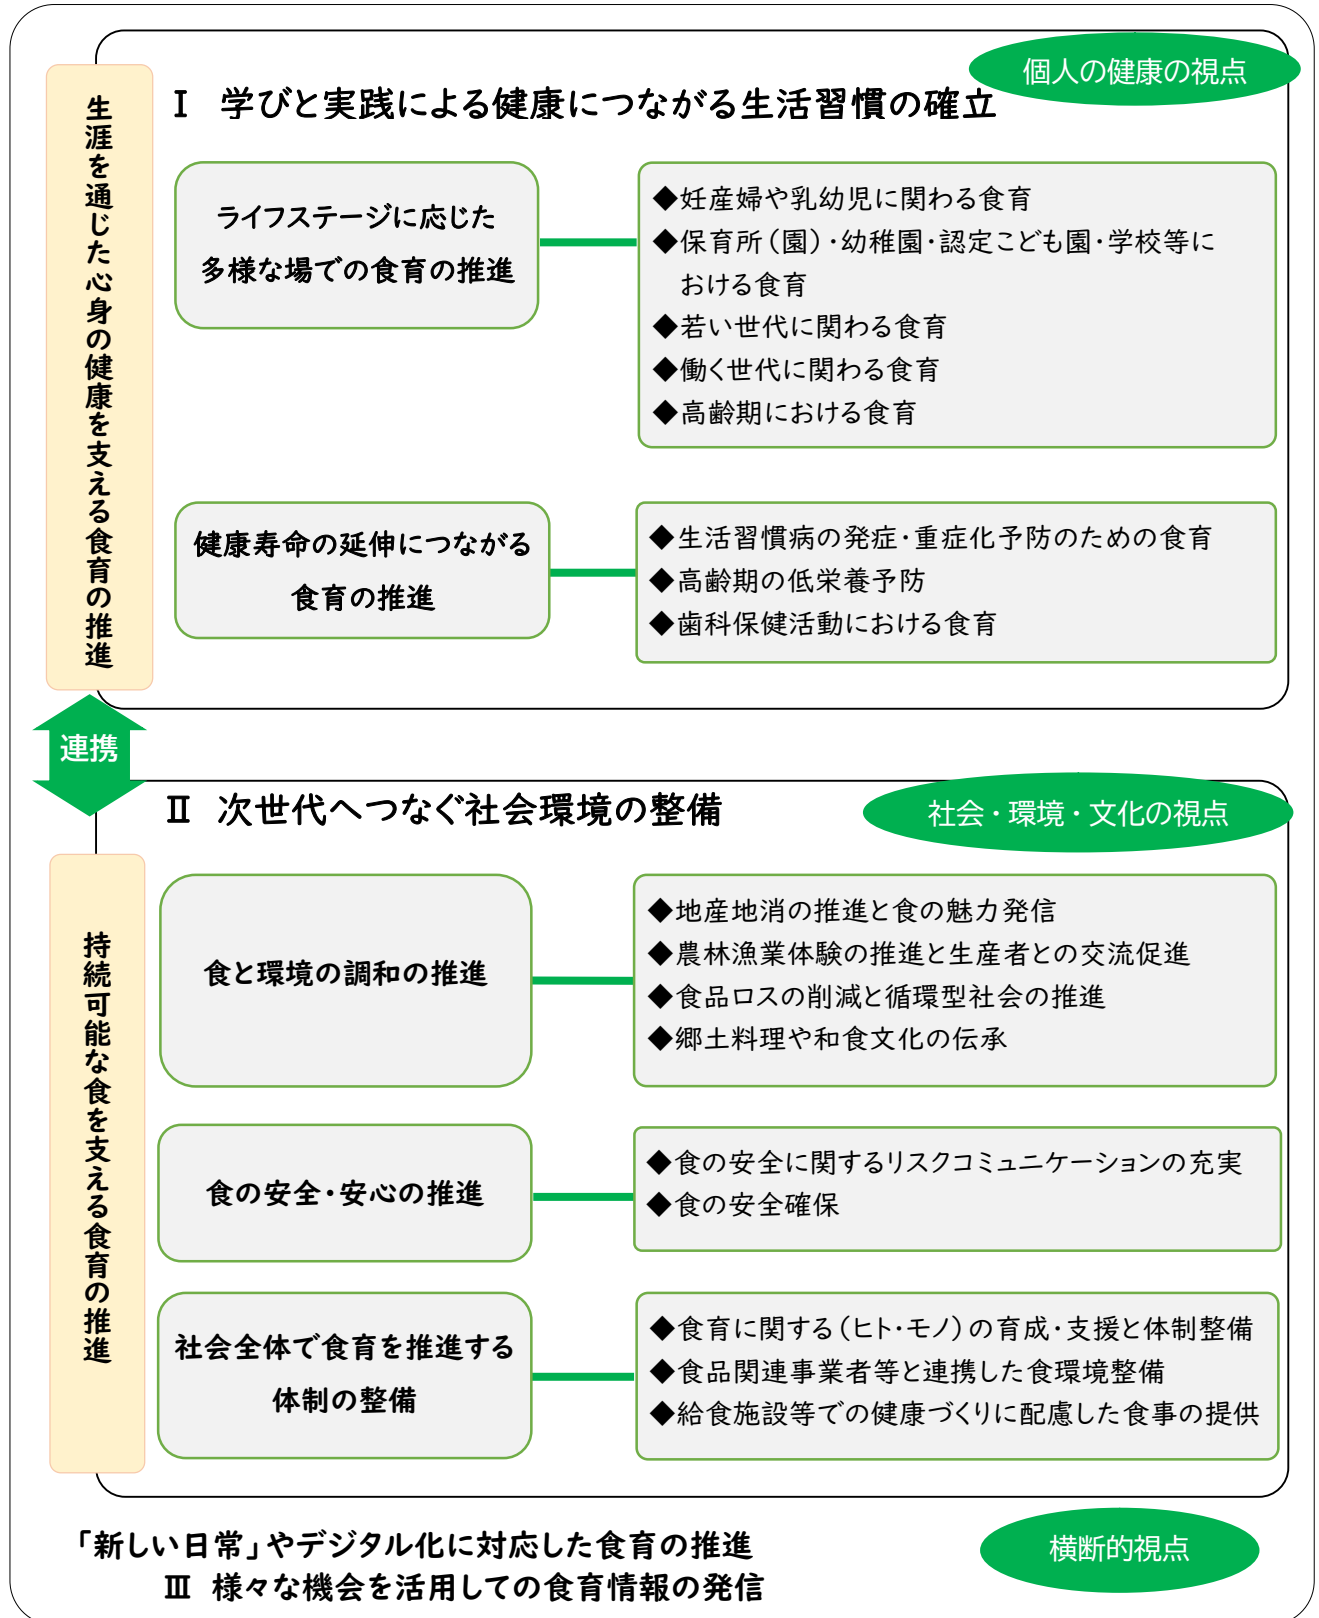 個人の健康の視点
Ⅰ 学びと実践による健康につながる生活習慣の確立
生涯を通じた心身の健康を支える食育の推進
ライフステージに応じた
多様な場での食育の推進
◆妊産婦や乳幼児に関わる食育
◆保育所（園）・幼稚園・認定こども園・学校等に
おける食育
◆若い世代に関わる食育
◆働く世代に関わる食育
◆高齢期における食育
健康寿命の延伸につながる
食育の推進
◆生活習慣病の発症・重症化予防のための食育
◆高齢期の低栄養予防
◆歯科保健活動における食育
連携
Ⅱ 次世代へつなぐ社会環境の整備
社会・環境・文化の視点
持続可能な食を支える食育の推進
食と環境の調和の推進
◆地産地消の推進と食の魅力発信
◆農林漁業体験の推進と生産者との交流促進
◆食品ロスの削減と循環型社会の推進
◆郷土料理や和食文化の伝承
食の安全・安心の推進
◆食の安全に関するリスクコミュニケーションの充実
◆食の安全確保
社会全体で食育を推進する
体制の整備
◆食育に関する（ヒト・モノ）の育成・支援と体制整備
◆食品関連事業者等と連携した食環境整備
◆給食施設等での健康づくりに配慮した食事の提供
「新しい日常」やデジタル化に対応した食育の推進
横断的視点
Ⅲ 様々な機会を活用しての食育情報の発信